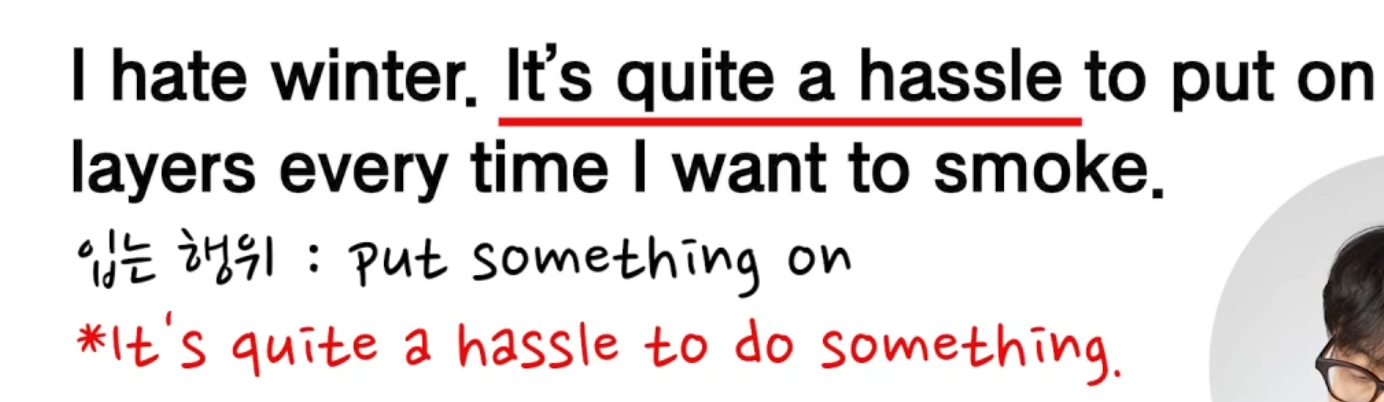 I hate winter. It's quite a hassle to put on
layers every time I want to smoke.
입는 행위 : put something on
*It's quite a hassle to do something.